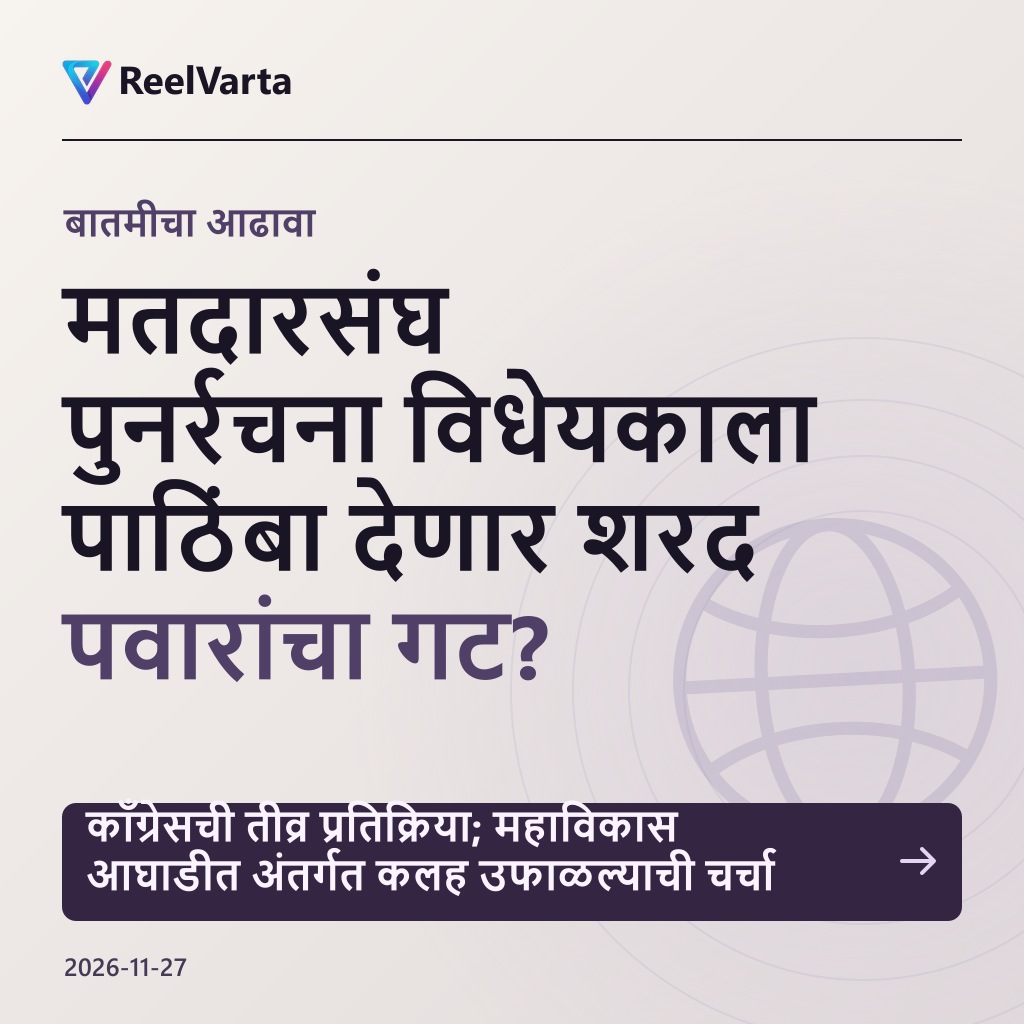 ReelVarta
बातमीचा आढावा
मतदारसंघ
पुनर्रचना विधेयकाला
पाठिंबा देणार शरद
पवारांचा गट?
काँग्रेसची तीव्र प्रतिक्रिया; महाविकास
आघाडीत अंतर्गत कलह उफाळल्याची चर्चा
2026-11-27